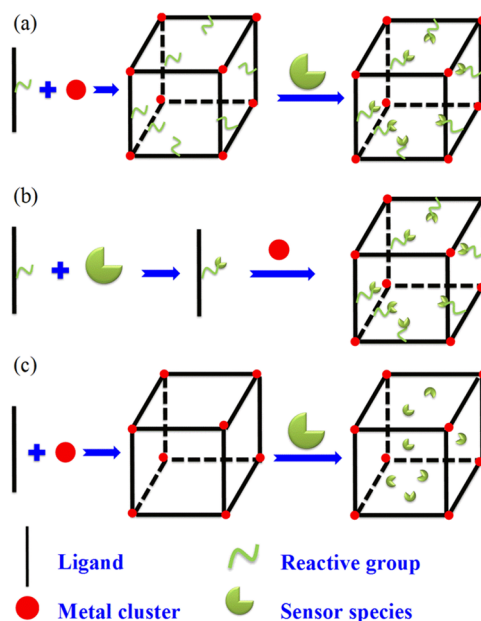 (a)
(b)
(c)
Ligand
Reactive group
Metal cluster
Sensor species